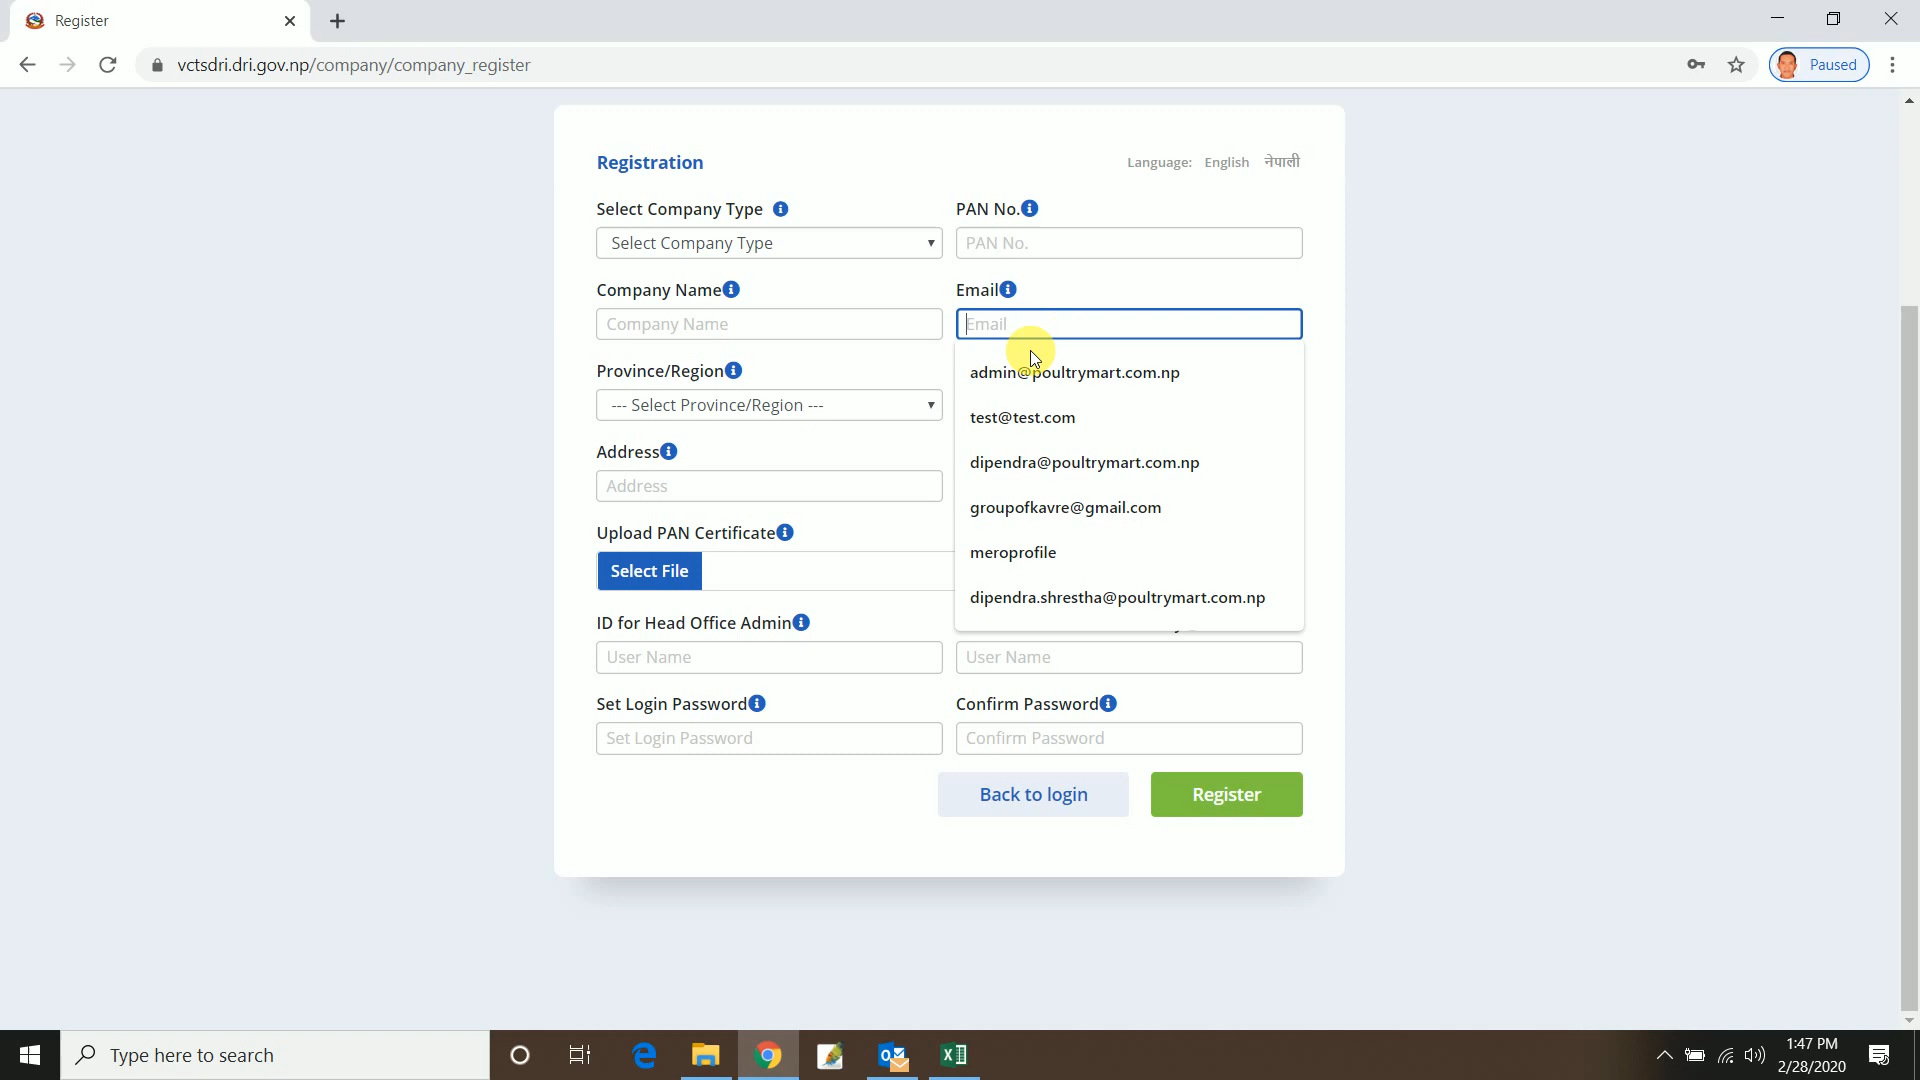 Register
vctsdri.dri.gov.np/company/company_register
Paused
Registration
Language: English नेपाली
Select Company Type
PAN No.
Select Company Type
PAN No.
Company Name
Email
Company Name
Email
admin@poultrymart.com.np
test@test.com
dipendra@poultrymart.com.np
groupofkavre@gmail.com
meroprofile
dipendra.shrestha@poultrymart.com.np
Province/Region
--- Select Province/Region ---
Address
Address
Upload PAN Certificate
Select File
ID for Head Office Admin
User Name
User Name
Set Login Password
Confirm Password
Set Login Password
Confirm Password
Back to login
Register
Type here to search
1:47 PM
2/28/2020